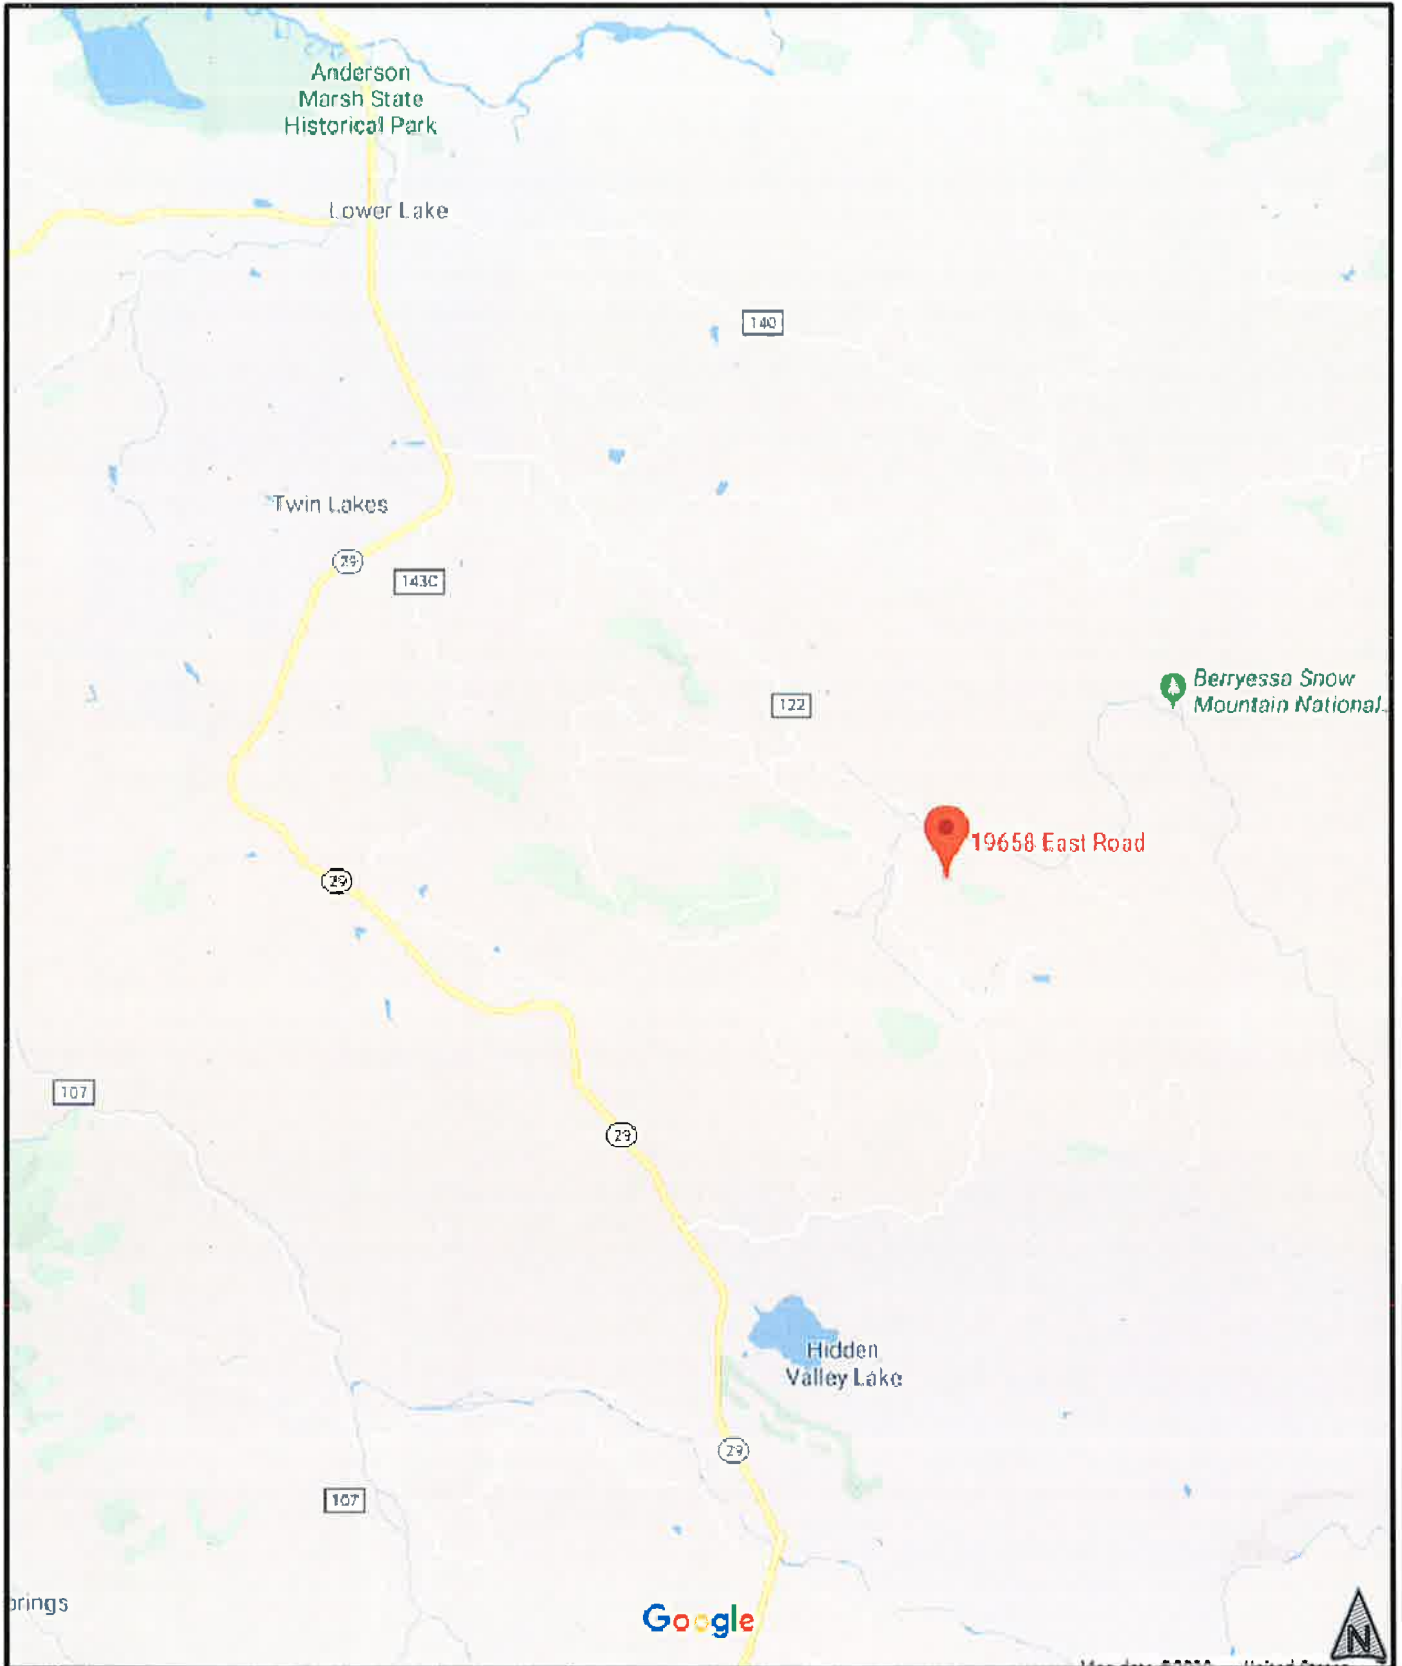 Anderson
Marsh State
Historical Park
Lower Lake
140
Twin Lakes
29
143C
Berryessa Snow
Mountain National...
122
19658 East Road
29
107
29
Hidden
Valley Lake
29
107
prings
Google
N